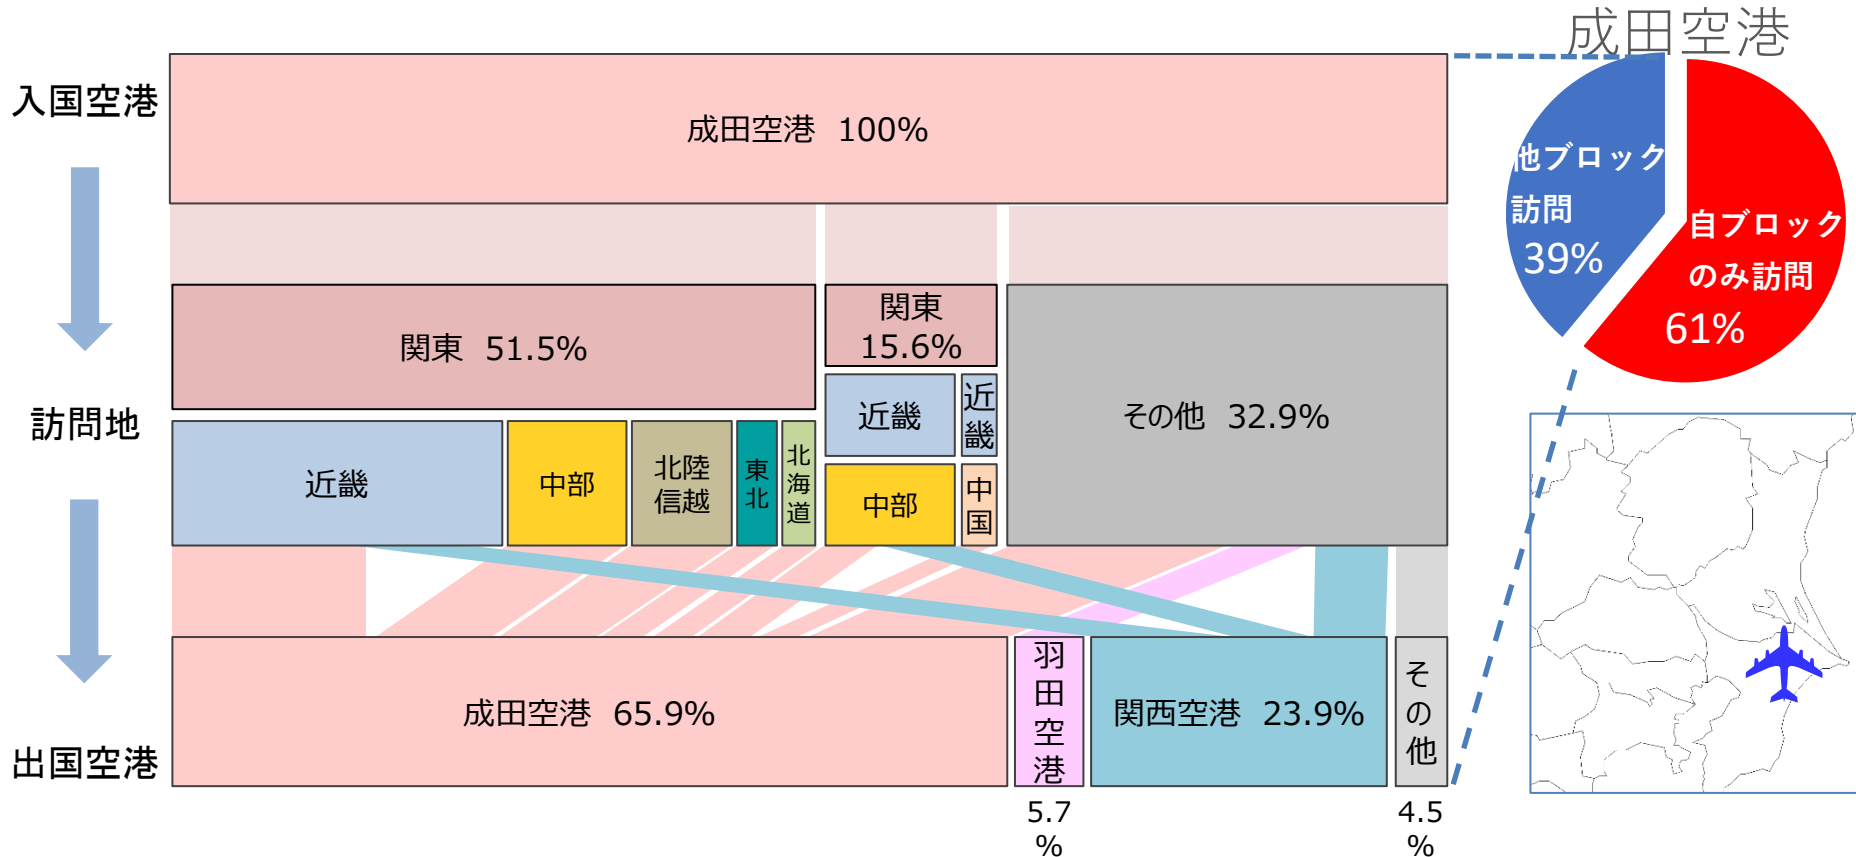 成田空港
入国空港
成田空港 100%
他ブロック
訪問
39%
自ブロック
のみ訪問
61%
訪問地
関東 51.5%
関東
15.6%
その他 32.9%
近畿
中部
北陸
信越
東北
北海道
近畿
近畿
中部
中国
出国空港
成田空港 65.9%
羽田空港
関西空港 23.9%
その他
5.7
%
4.5
%